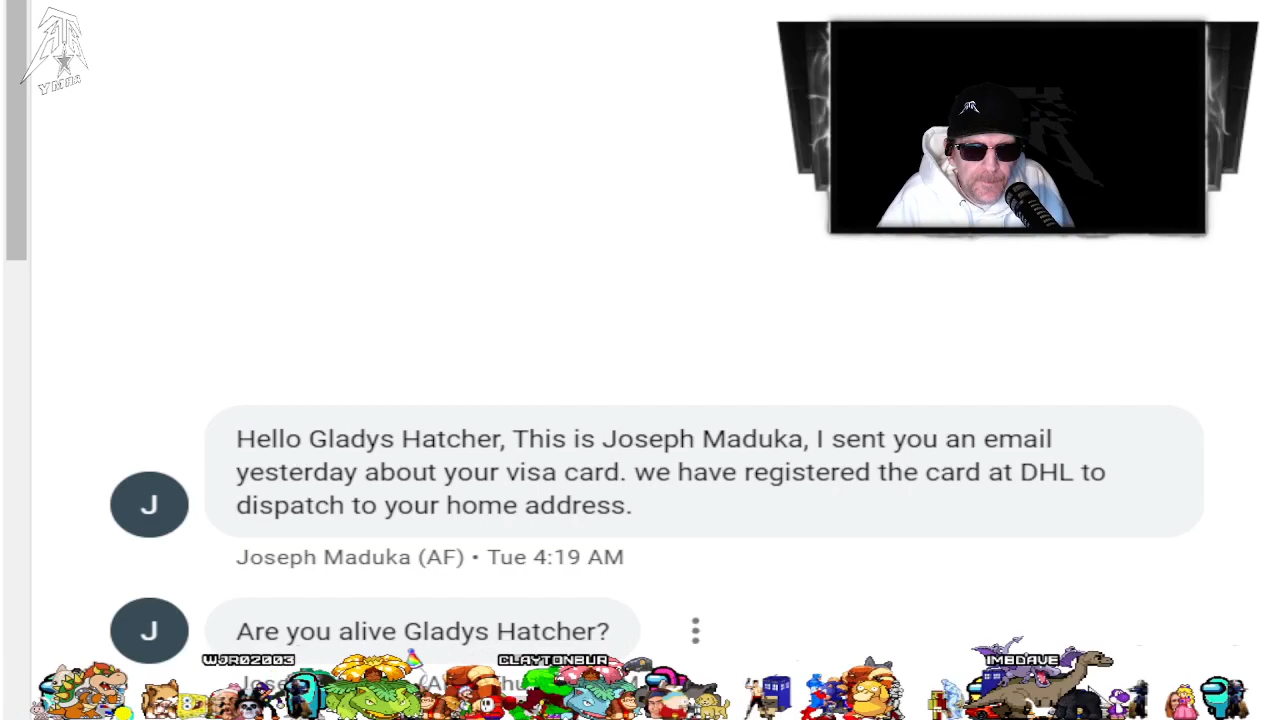 YMПЯ
Hello Gladys Hatcher, This is Joseph Maduka, I sent you an email
yesterday about your visa card. we have registered the card at DHL to
dispatch to your home address.
J
Joseph Maduka (AF) • Tue 4:19 AM
J
Are you alive Gladys Hatcher?
WJR02003
CLAYTONBUR
IMBDAVE